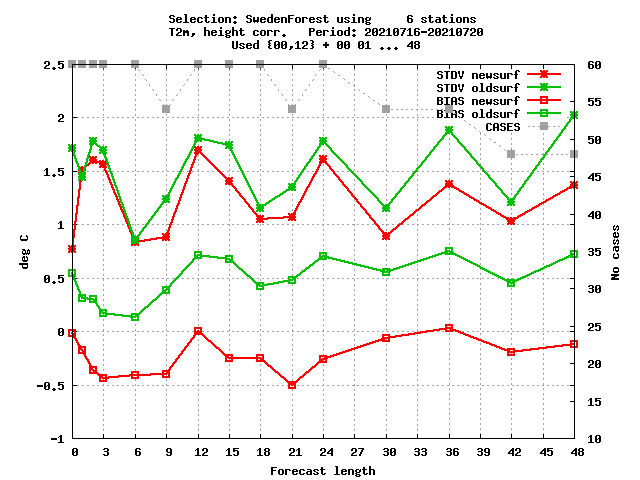 Selection: SwedenForest using 6 stations
T2m, height corr. Period: 20210716-20210720
Used {00,12} + 00 01 ... 48
STDV newsurf
STDV oldsurf
BIAS newsurf
BIAS oldsurf
CASES
deg C
2.5
2
1.5
1
0.5
0
-0.5
-1
No cases
60
55
50
45
40
35
30
25
20
15
10
0 3 6 9 12 15 18 21 24 27 30 33 36 39 42 45 48
Forecast length